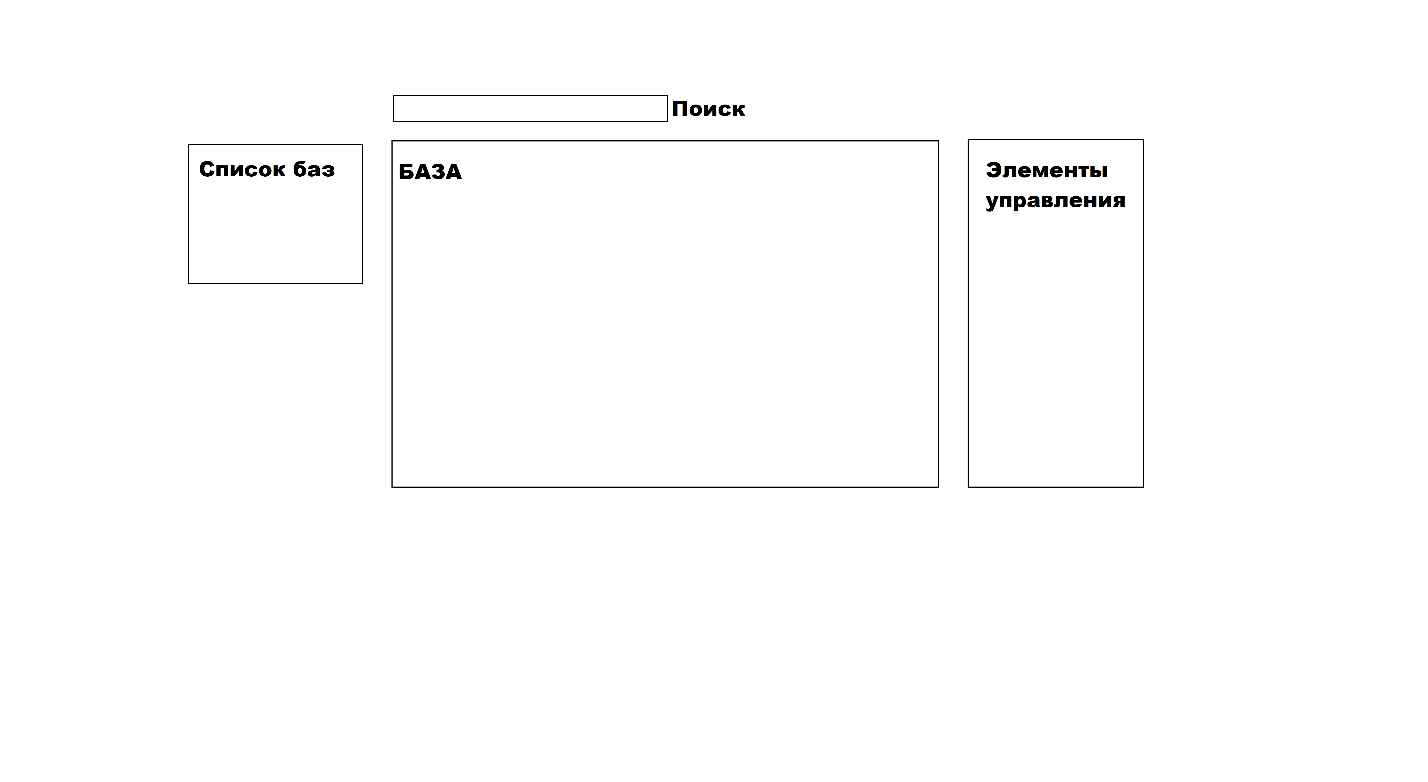 Поиск
Список баз
БАЗА
Элементы
управления